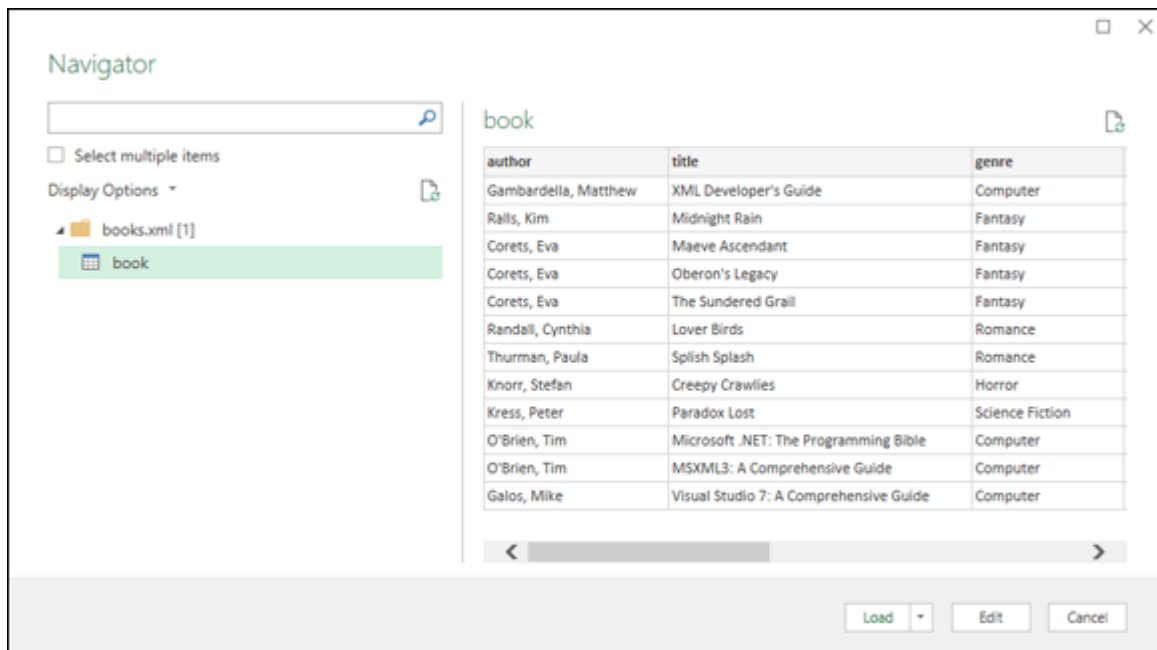 Navigator
Select multiple items
Display Options
books.xml [1]
book
book
author title genre
Gambardella, Matthew XML Developer's Guide Computer
Ralls, Kim Midnight Rain Fantasy
Corets, Eva Maeve Ascendant Fantasy
Corets, Eva Oberon's Legacy Fantasy
Corets, Eva The Sundered Grail Fantasy
Randall, Cynthia Lover Birds Romance
Thurman, Paula Splish Splash Romance
Knorr, Stefan Creepy Crawlies Horror
Kress, Peter Paradox Lost Science Fiction
O'Brien, Tim Microsoft .NET: The Programming Bible Computer
O'Brien, Tim MSXML3: A Comprehensive Guide Computer
Galos, Mike Visual Studio 7: A Comprehensive Guide Computer
Load Edit Cancel